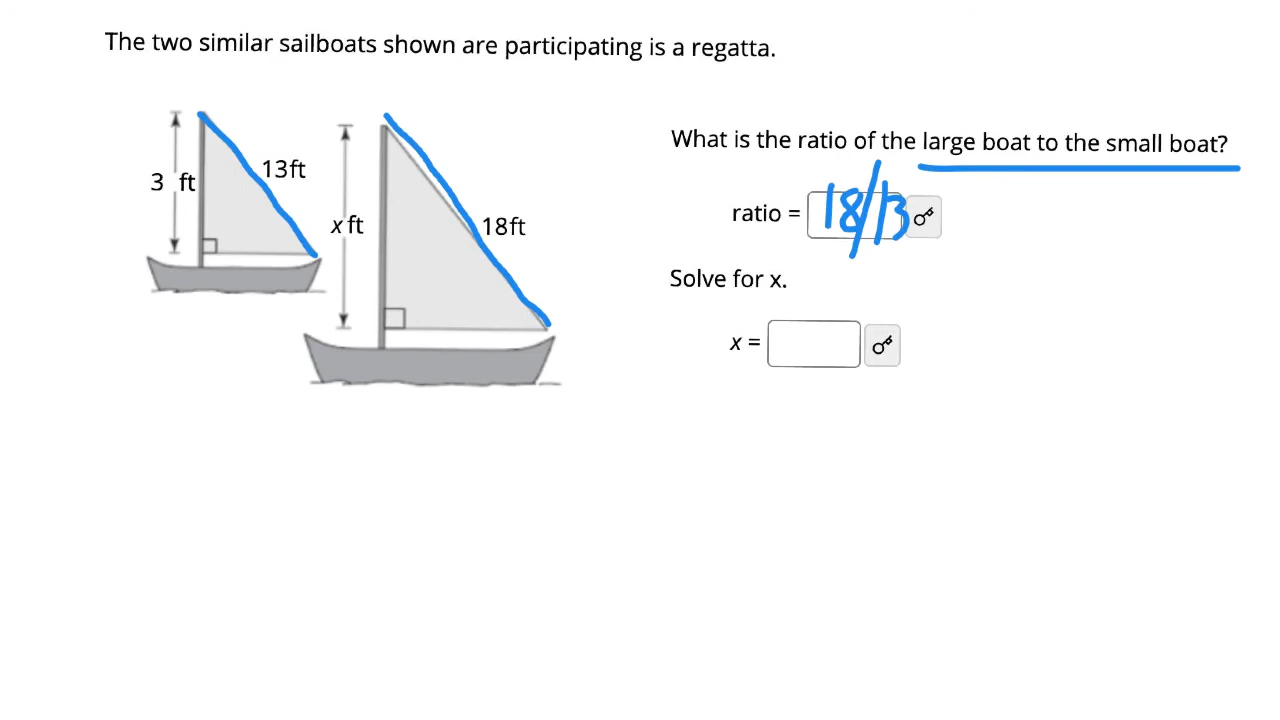 The two similar sailboats shown are participating is a regatta.
3 ft
13ft
x ft
18ft
What is the ratio of the large boat to the small boat?
ratio = 18/13
Solve for x.
x =